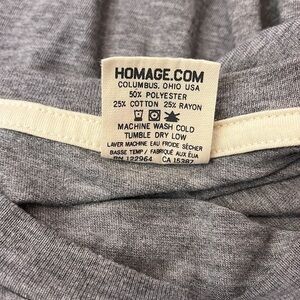 HOMAGE.COM
COLUMBUS, OHIO USA
50% POLYESTER
25% COTTON 25% RAYON
MACHINE WASH COLD
TUMBLE DRY LOW
LAVER MACHINE EAU FROIDE SÉCHER
BASSE TEMP / FABRIQUÉ AUX ÉUA
RN 122964 CA 15387